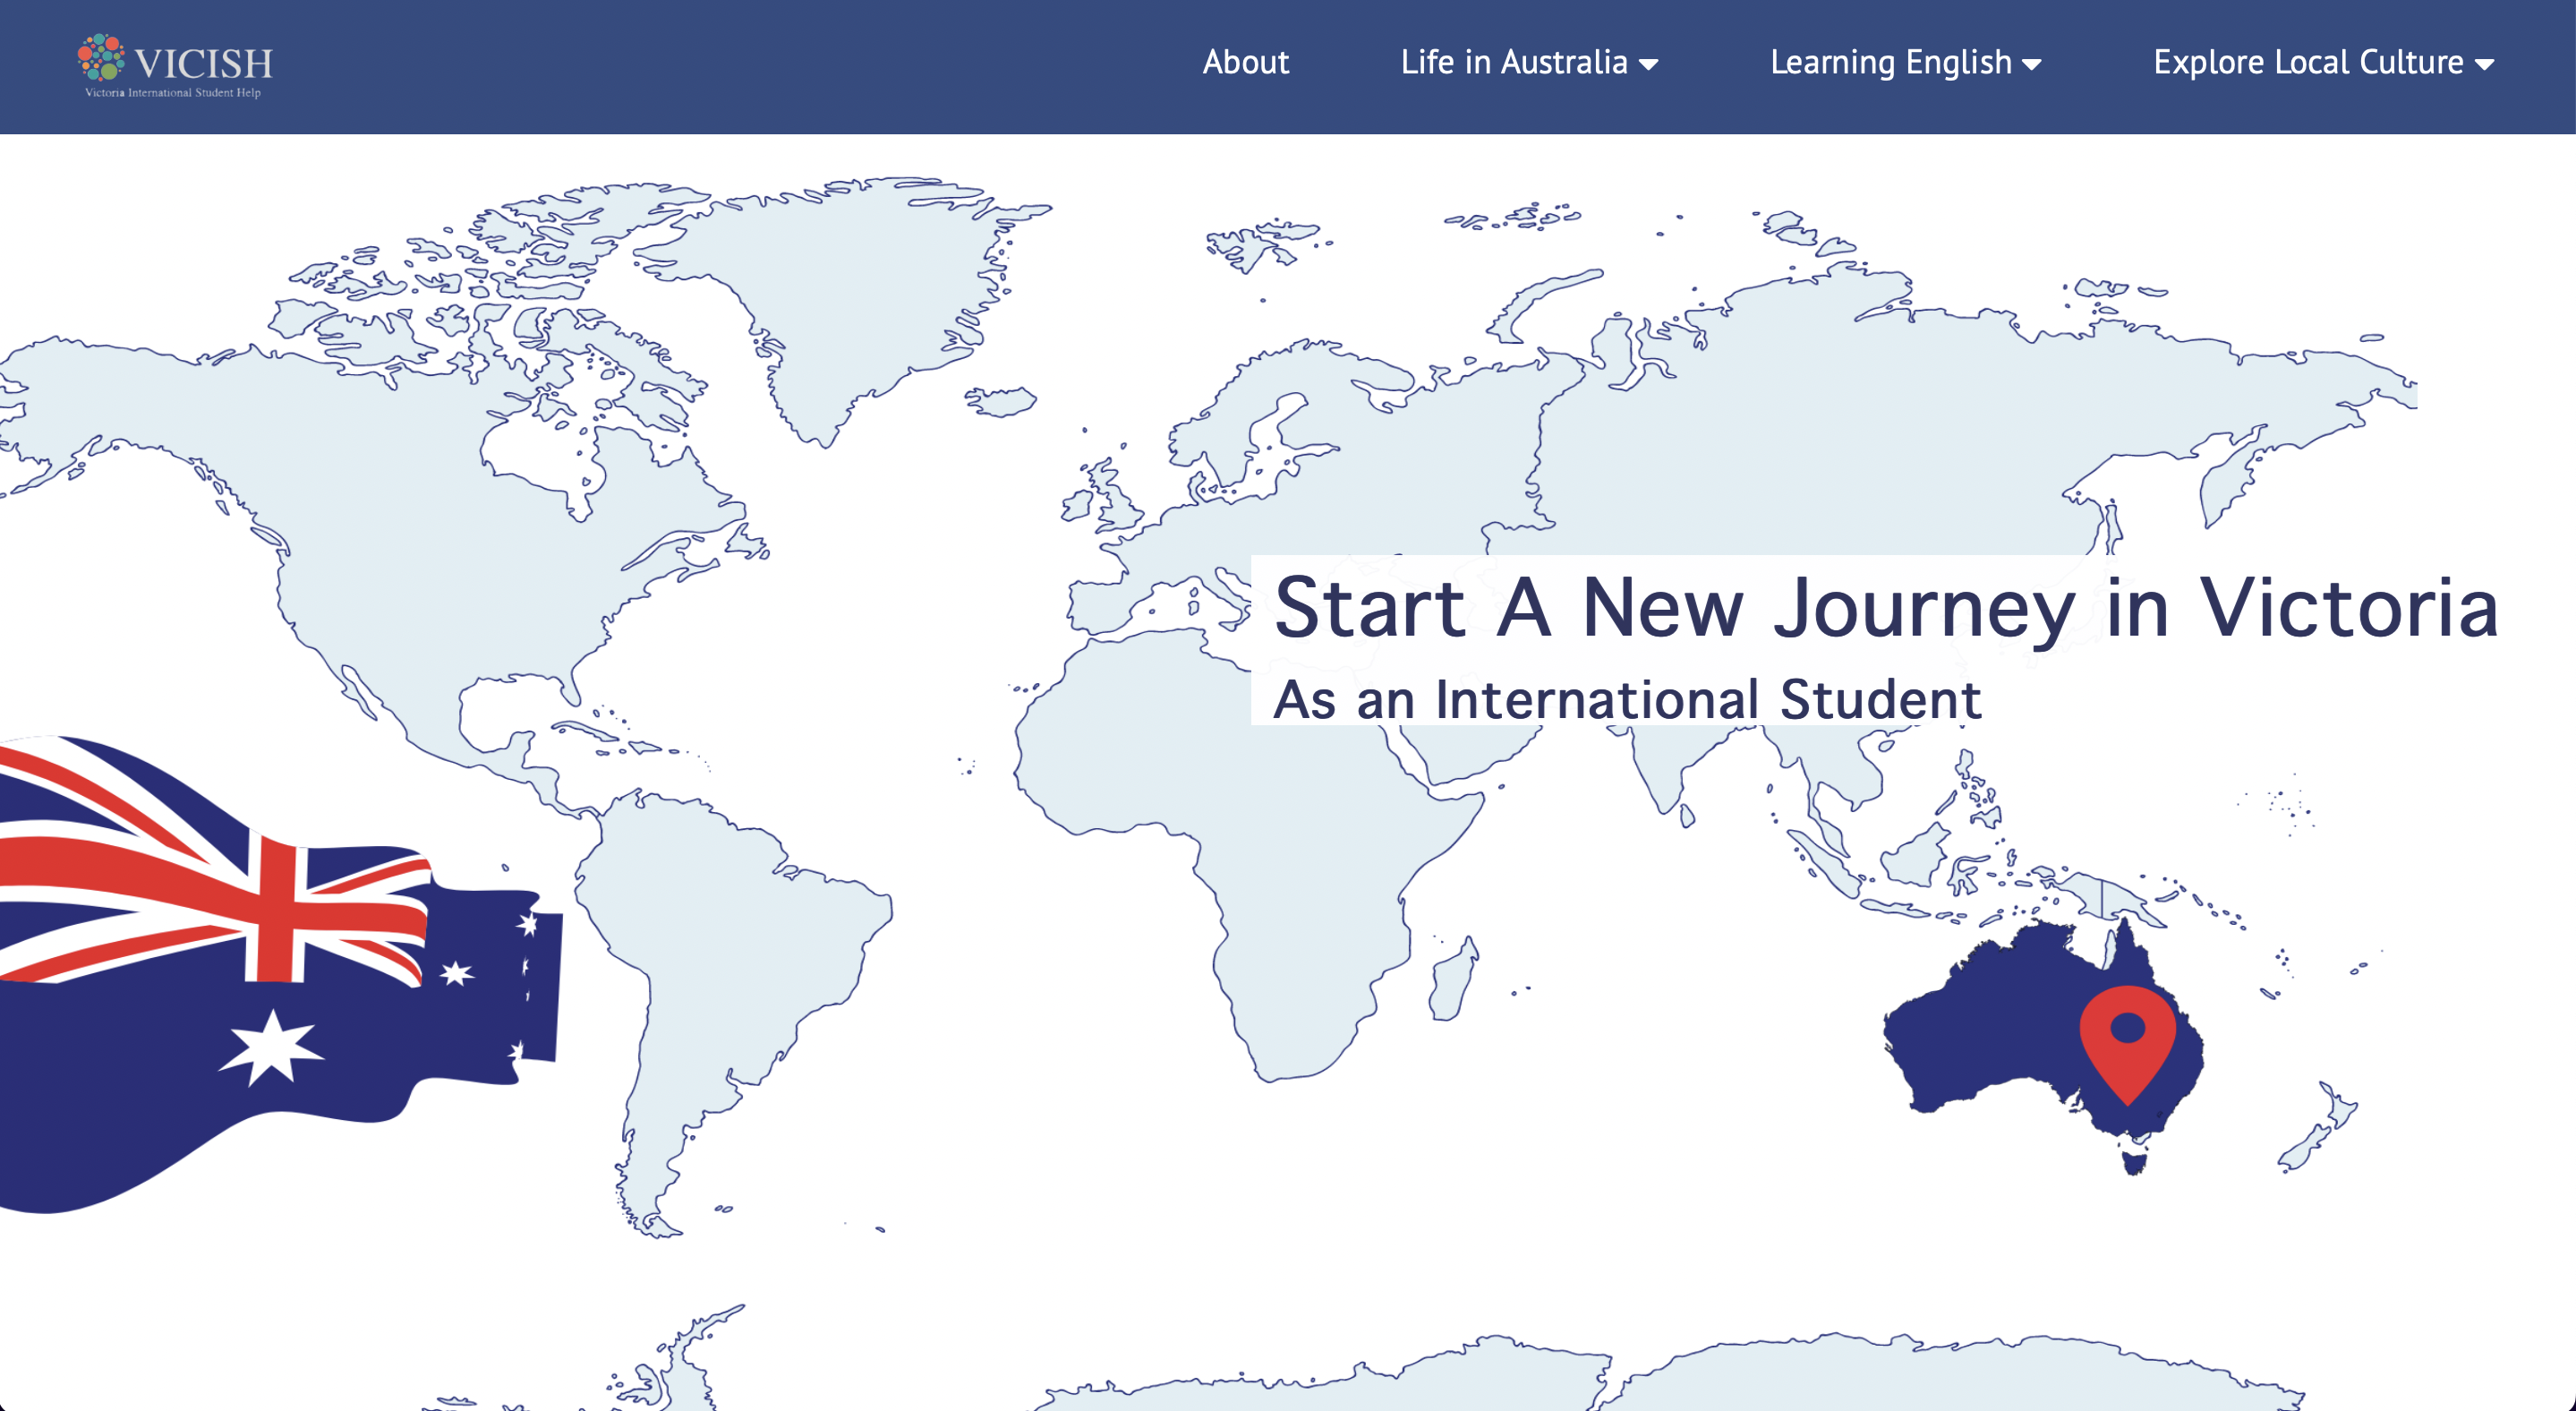 VICISH
Victoria International Student Help
About
Life in Australia
Learning English
Explore Local Culture
Start A New Journey in Victoria
As an International Student